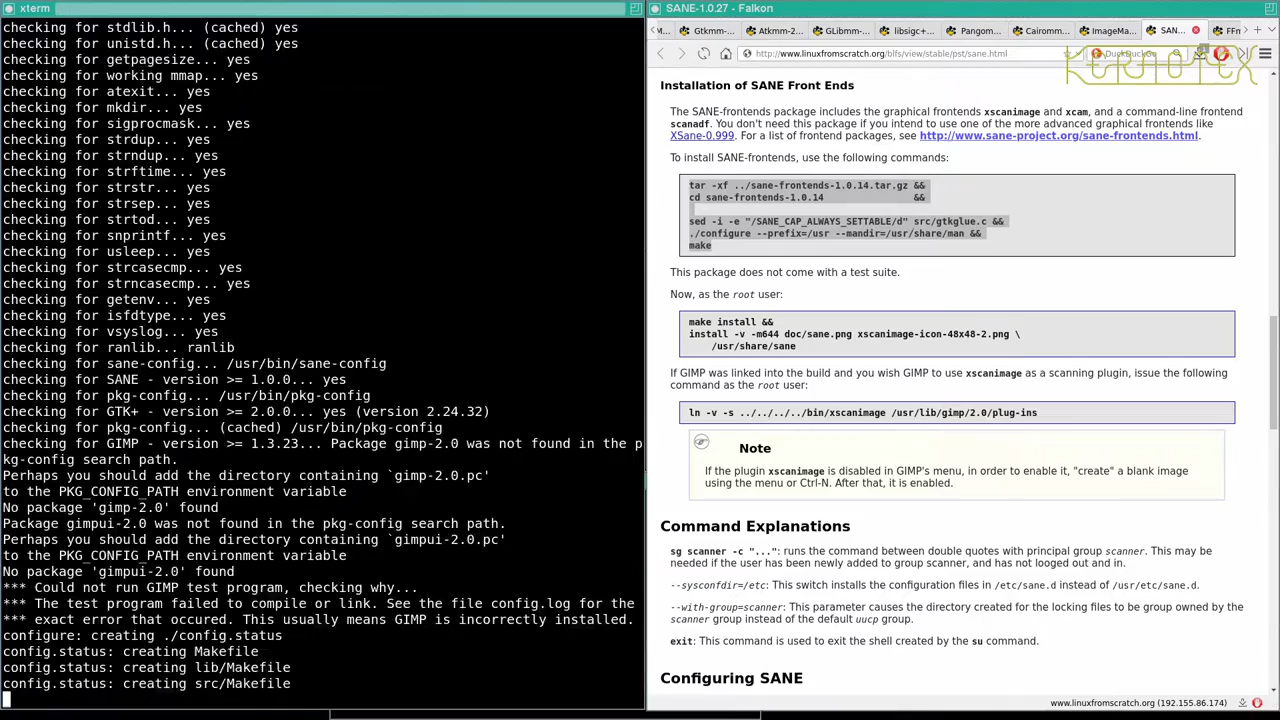 xterm
checking for stdlib.h... (cached) yes
checking for unistd.h... (cached) yes
checking for getpagesize... yes
checking for working mmap... yes
checking for atexit... yes
checking for mkdir... yes
checking for sigprocmask... yes
checking for strdup... yes
checking for strndup... yes
checking for strftime... yes
checking for strstr... yes
checking for strsep... yes
checking for strtod... yes
checking for snprintf... yes
checking for usleep... yes
checking for strcasecmp... yes
checking for strncasecmp... yes
checking for getenv... yes
checking for isfdtype... yes
checking for vsyslog... yes
checking for ranlib... ranlib
checking for sane-config... /usr/bin/sane-config
checking for SANE - version >= 1.0.0... yes
checking for pkg-config... /usr/bin/pkg-config
checking for GTK+ - version >= 2.0.0... yes (version 2.24.32)
checking for pkg-config... (cached) /usr/bin/pkg-config
checking for GIMP - version >= 1.3.23... Package gimp-2.0 was not found in the p
kg-config search path.
Perhaps you should add the directory containing `gimp-2.0.pc'
to the PKG_CONFIG_PATH environment variable
No package 'gimp-2.0' found
Package gimpui-2.0 was not found in the pkg-config search path.
Perhaps you should add the directory containing `gimpui-2.0.pc'
to the PKG_CONFIG_PATH environment variable
No package 'gimpui-2.0' found
*** Could not run GIMP test program, checking why...
*** The test program failed to compile or link. See the file config.log for the
*** exact error that occured. This usually means GIMP is incorrectly installed.
configure: creating ./config.status
config.status: creating Makefile
config.status: creating lib/Makefile
config.status: creating src/Makefile
SANE-1.0.27 - Falkon
M... Gtkmm-... Atkmm-2... GLibmm-... libsigc+... Pangom... Cairomm... ImageMa... SAN... FFm
http://www.linuxfromscratch.org/blfs/view/stable/pst/sane.html DuckDuckGo
KERNOTEX
Installation of SANE Front Ends
The SANE-frontends package includes the graphical frontends xscanimage and xcam, and a command-line frontend
scanadf. You don't need this package if you intend to use one of the more advanced graphical frontends like
XSane-0.999. For a list of frontend packages, see http://www.sane-project.org/sane-frontends.html.
To install SANE-frontends, use the following commands:
tar -xf ../sane-frontends-1.0.14.tar.gz &&
cd sane-frontends-1.0.14 &&
sed -i -e "/SANE_CAP_ALWAYS_SETTABLE/d" src/gtkglue.c &&
./configure --prefix=/usr --mandir=/usr/share/man &&
make
This package does not come with a test suite.
Now, as the root user:
make install &&
install -v -m644 doc/sane.png xscanimage-icon-48x48-2.png \
/usr/share/sane
If GIMP was linked into the build and you wish GIMP to use xscanimage as a scanning plugin, issue the following
command as the root user:
ln -v -s ../../../../bin/xscanimage /usr/lib/gimp/2.0/plug-ins
Note
If the plugin xscanimage is disabled in GIMP's menu, in order to enable it, "create" a blank image
using the menu or Ctrl-N. After that, it is enabled.
Command Explanations
sg scanner -c "...": runs the command between double quotes with principal group scanner. This may be
needed if the user has been newly added to group scanner, and has not looged out and in.
--sysconfdir=/etc: This switch installs the configuration files in /etc/sane.d instead of /usr/etc/sane.d.
--with-group=scanner: This parameter causes the directory created for the locking files to be group owned by the
scanner group instead of the default uucp group.
exit: This command is used to exit the shell created by the su command.
Configuring SANE
www.linuxfromscratch.org (192.155.86.174)